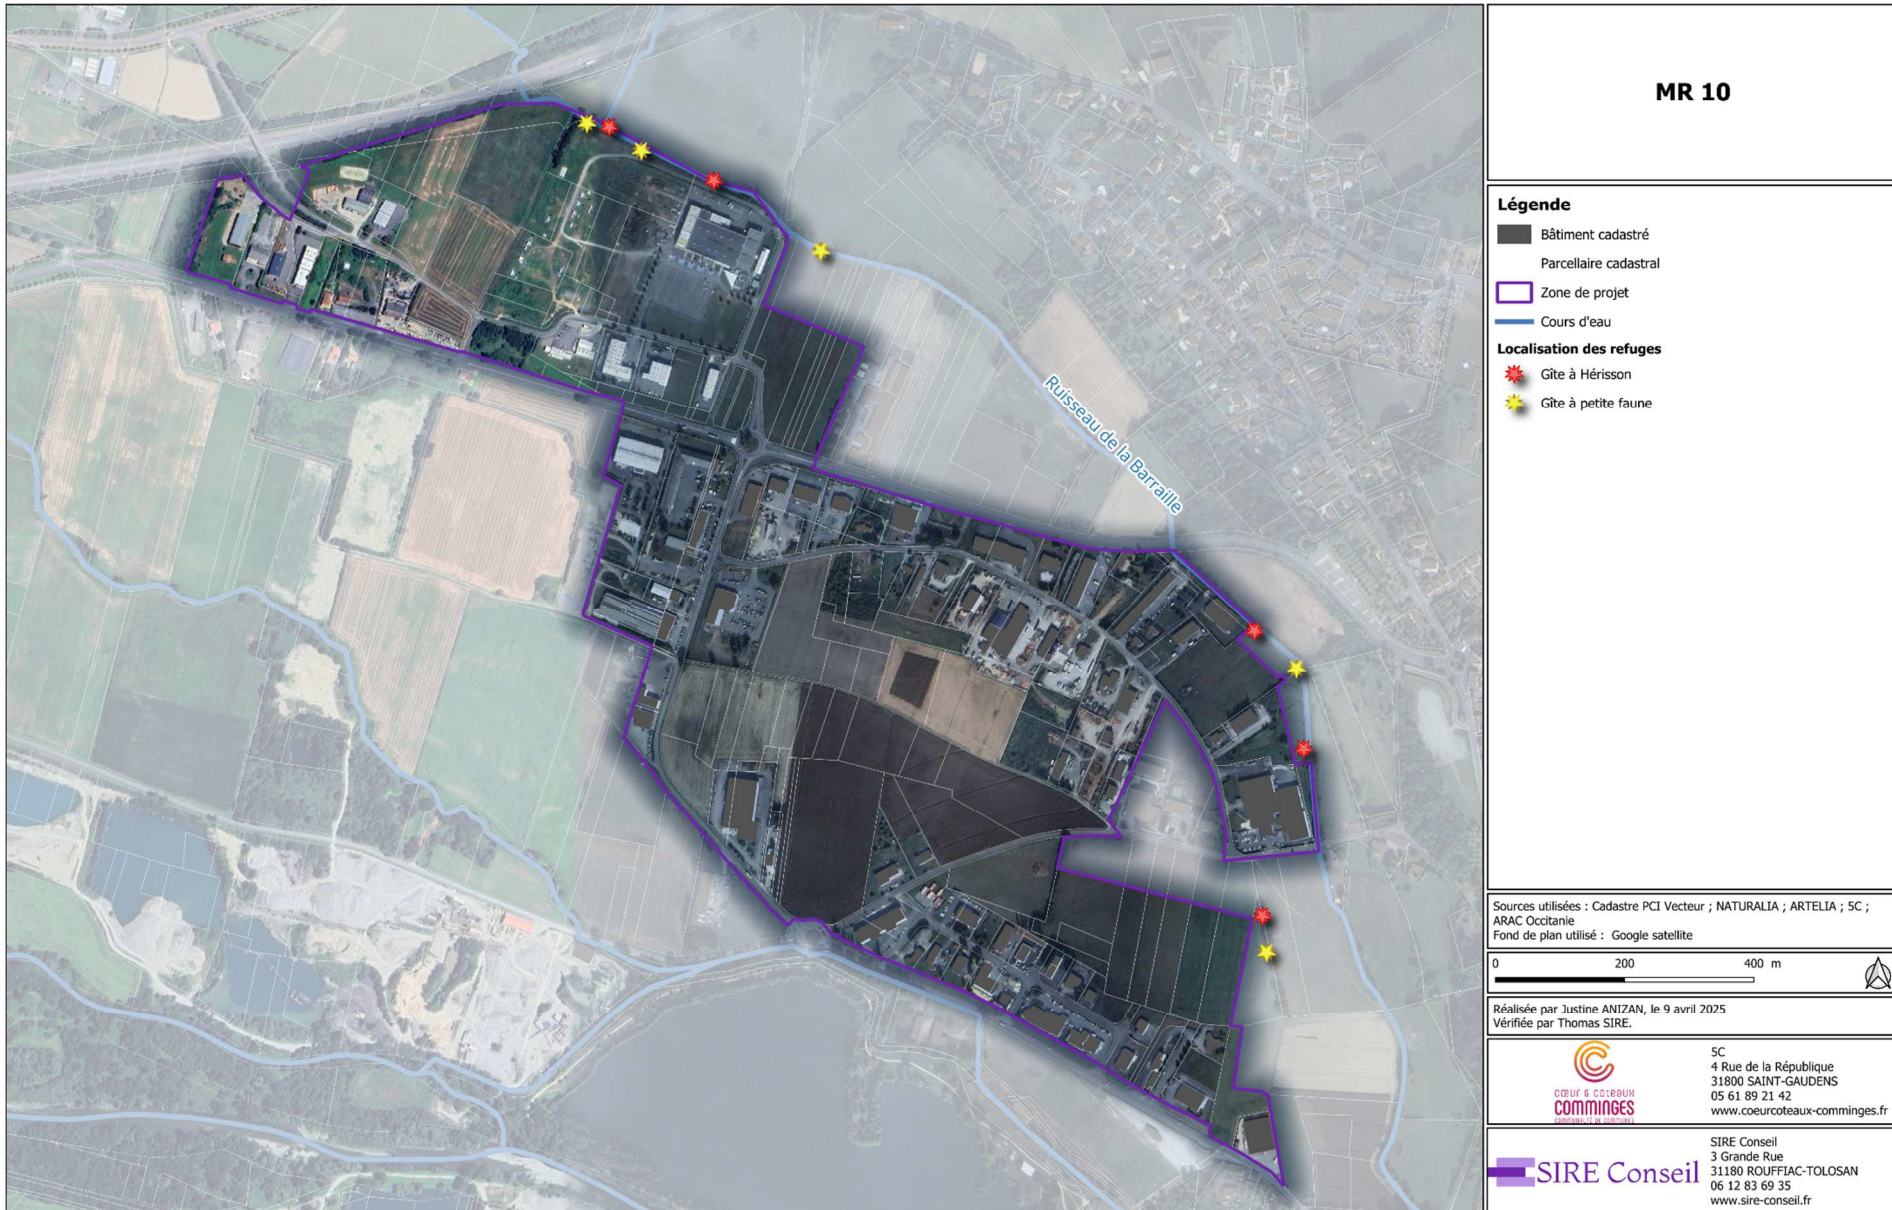 MR 10
Légende
Bâtiment cadastré
Parcellaire cadastral
Zone de projet
Cours d'eau
Localisation des refuges
Gîte à Hérisson
Gîte à petite faune
Ruisseau de la Barraille
Sources utilisées : Cadastre PCI Vecteur ; NATURALIA ; ARTELIA ; 5C ;
ARAC Occitanie
Fond de plan utilisé : Google satellite
0 200 400 m
Réalisée par Justine ANIZAN, le 9 avril 2025
Vérifiée par Thomas SIRE.
CŒUR & COTEAUX
COMMINGES
COMMUNAUTÉ DE COMMUNES
5C
4 Rue de la République
31800 SAINT-GAUDENS
05 61 89 21 42
www.coeurcoteaux-comminges.fr
SIRE Conseil
SIRE Conseil
3 Grande Rue
31180 ROUFFIAC-TOLOSAN
06 12 83 69 35
www.sire-conseil.fr